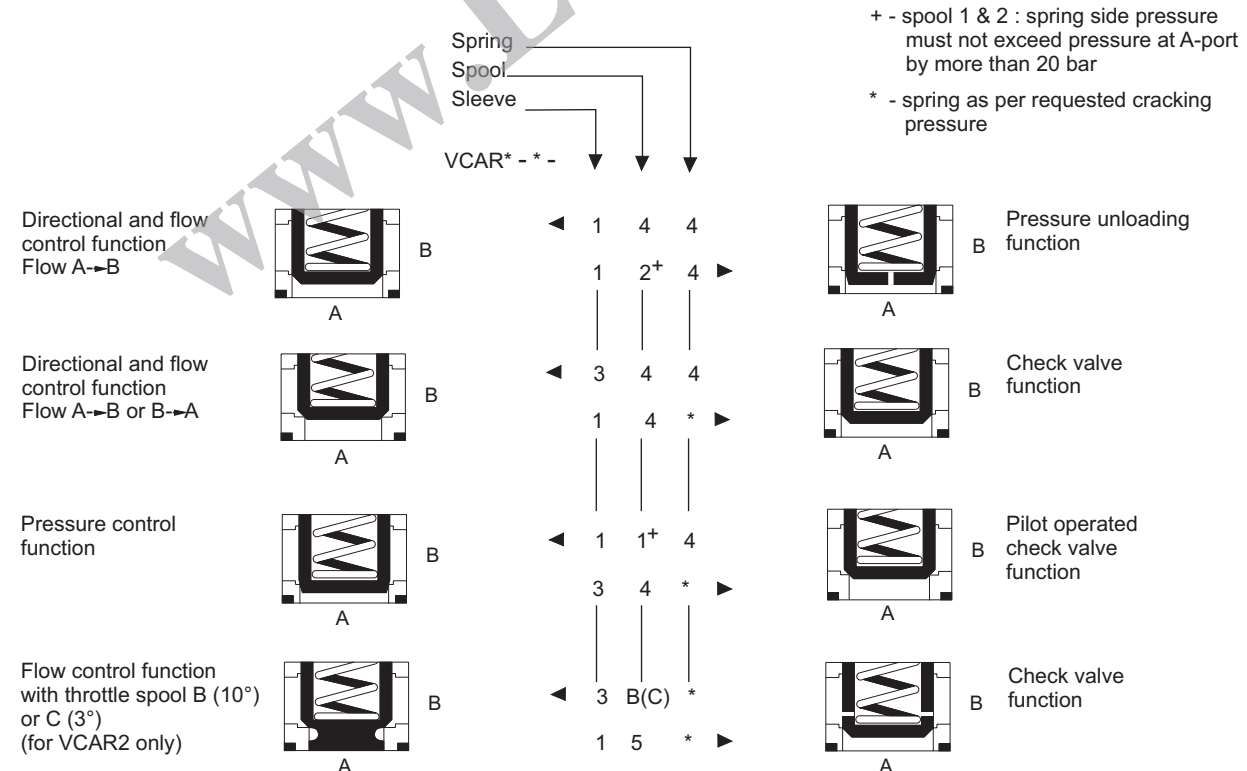 www.L
+ - spool 1 & 2 : spring side pressure
must not exceed pressure at A-port
by more than 20 bar
* - spring as per requested cracking
pressure
Spring
Spool
Sleeve
VCAR* - * -
Directional and flow
control function
Flow A-►B
B
A
◄ 1 4 4
1 2+ 4 ►
B
A
Pressure unloading
function
Directional and flow
control function
Flow A-►B or B-►A
B
A
◄ 3 4 4
1 4 * ►
B
A
Check valve
function
Pressure control
function
B
A
◄ 1 1+ 4
3 4 * ►
B
A
Pilot operated
check valve
function
Flow control function
with throttle spool B (10°)
or C (3°)
(for VCAR2 only)
B
A
◄ 3 B(C) *
1 5 * ►
B
A
Check valve
function